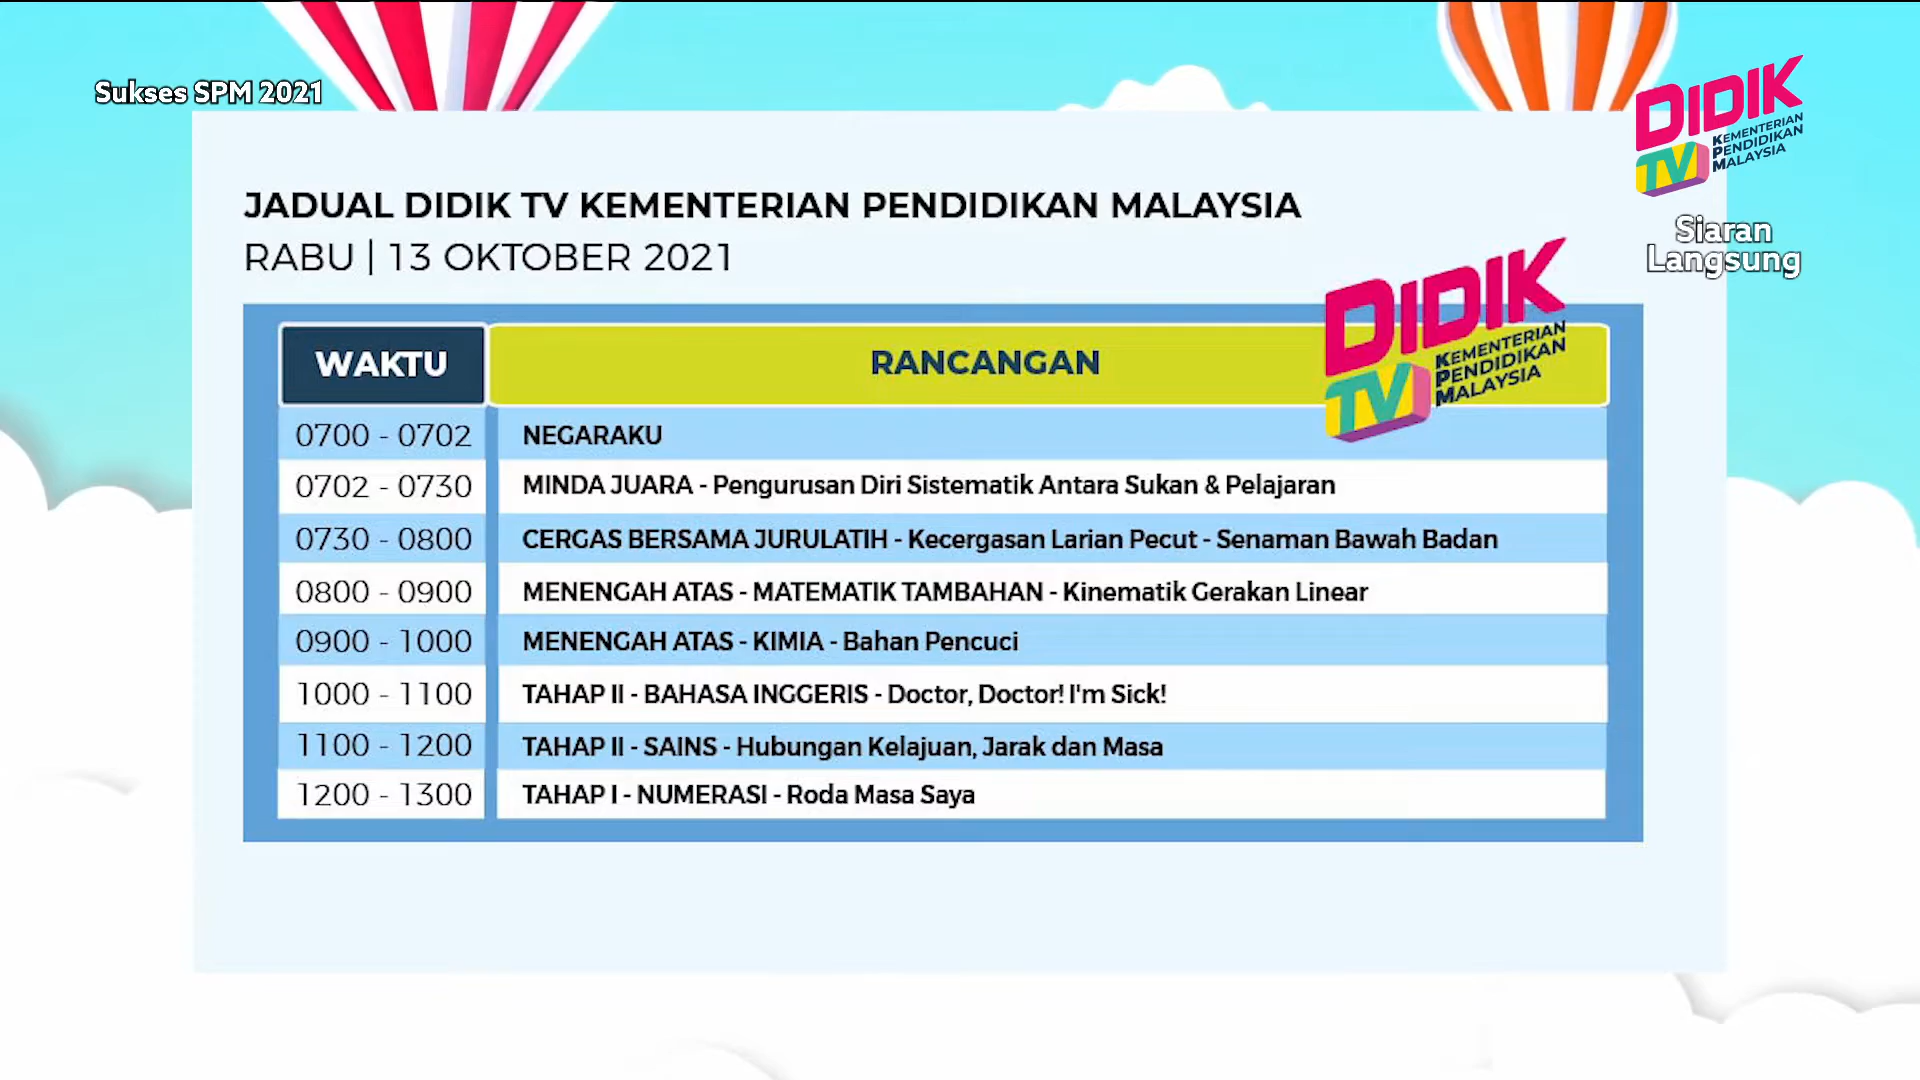 Sukses SPM 2021
DIDIK
TV
KEMENTERIAN
PENDIDIKAN
MALAYSIA
Siaran
Langsung
JADUAL DIDIK TV KEMENTERIAN PENDIDIKAN MALAYSIA
RABU | 13 OKTOBER 2021
DIDIK
TV
KEMENTERIAN
PENDIDIKAN
MALAYSIA
WAKTU RANCANGAN
0700 - 0702 NEGARAKU
0702 - 0730 MINDA JUARA - Pengurusan Diri Sistematik Antara Sukan & Pelajaran
0730 - 0800 CERGAS BERSAMA JURULATIH - Kecergasan Larian Pecut - Senaman Bawah Badan
0800 - 0900 MENENGAH ATAS - MATEMATIK TAMBAHAN - Kinematik Gerakan Linear
0900 - 1000 MENENGAH ATAS - KIMIA - Bahan Pencuci
1000 - 1100 TAHAP II - BAHASA INGGERIS - Doctor, Doctor! I'm Sick!
1100 - 1200 TAHAP II - SAINS - Hubungan Kelajuan, Jarak dan Masa
1200 - 1300 TAHAP I - NUMERASI - Roda Masa Saya